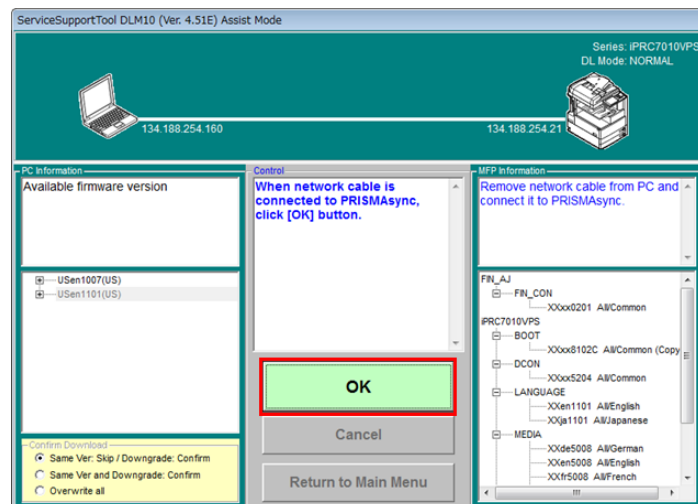 ServiceSupportTool DLM10 (Ver. 4.51E) Assist Mode
Series: iPRC7010VPS
DL Mode: NORMAL
134.188.254.160
134.188.254.21
PC Information
Available firmware version
USen1007(US)
USen1101(US)
Confirm Download
Same Ver: Skip / Downgrade: Confirm
Same Ver and Downgrade: Confirm
Overwrite all
Control
When network cable is
connected to PRISMAsync,
click [OK] button.
OK
Cancel
Return to Main Menu
MFP Information
Remove network cable from PC and
connect it to PRISMAsync.
FIN_AJ
FIN_CON
XXxx0201 All/Common
iPRC7010VPS
BOOT
XXxx8102C All/Common (Copy
DCON
XXxx5204 All/Common
LANGUAGE
XXen1101 All/English
XXja1101 All/Japanese
MEDIA
XXde5008 All/German
XXen5008 All/English
XXfr5008 All/French